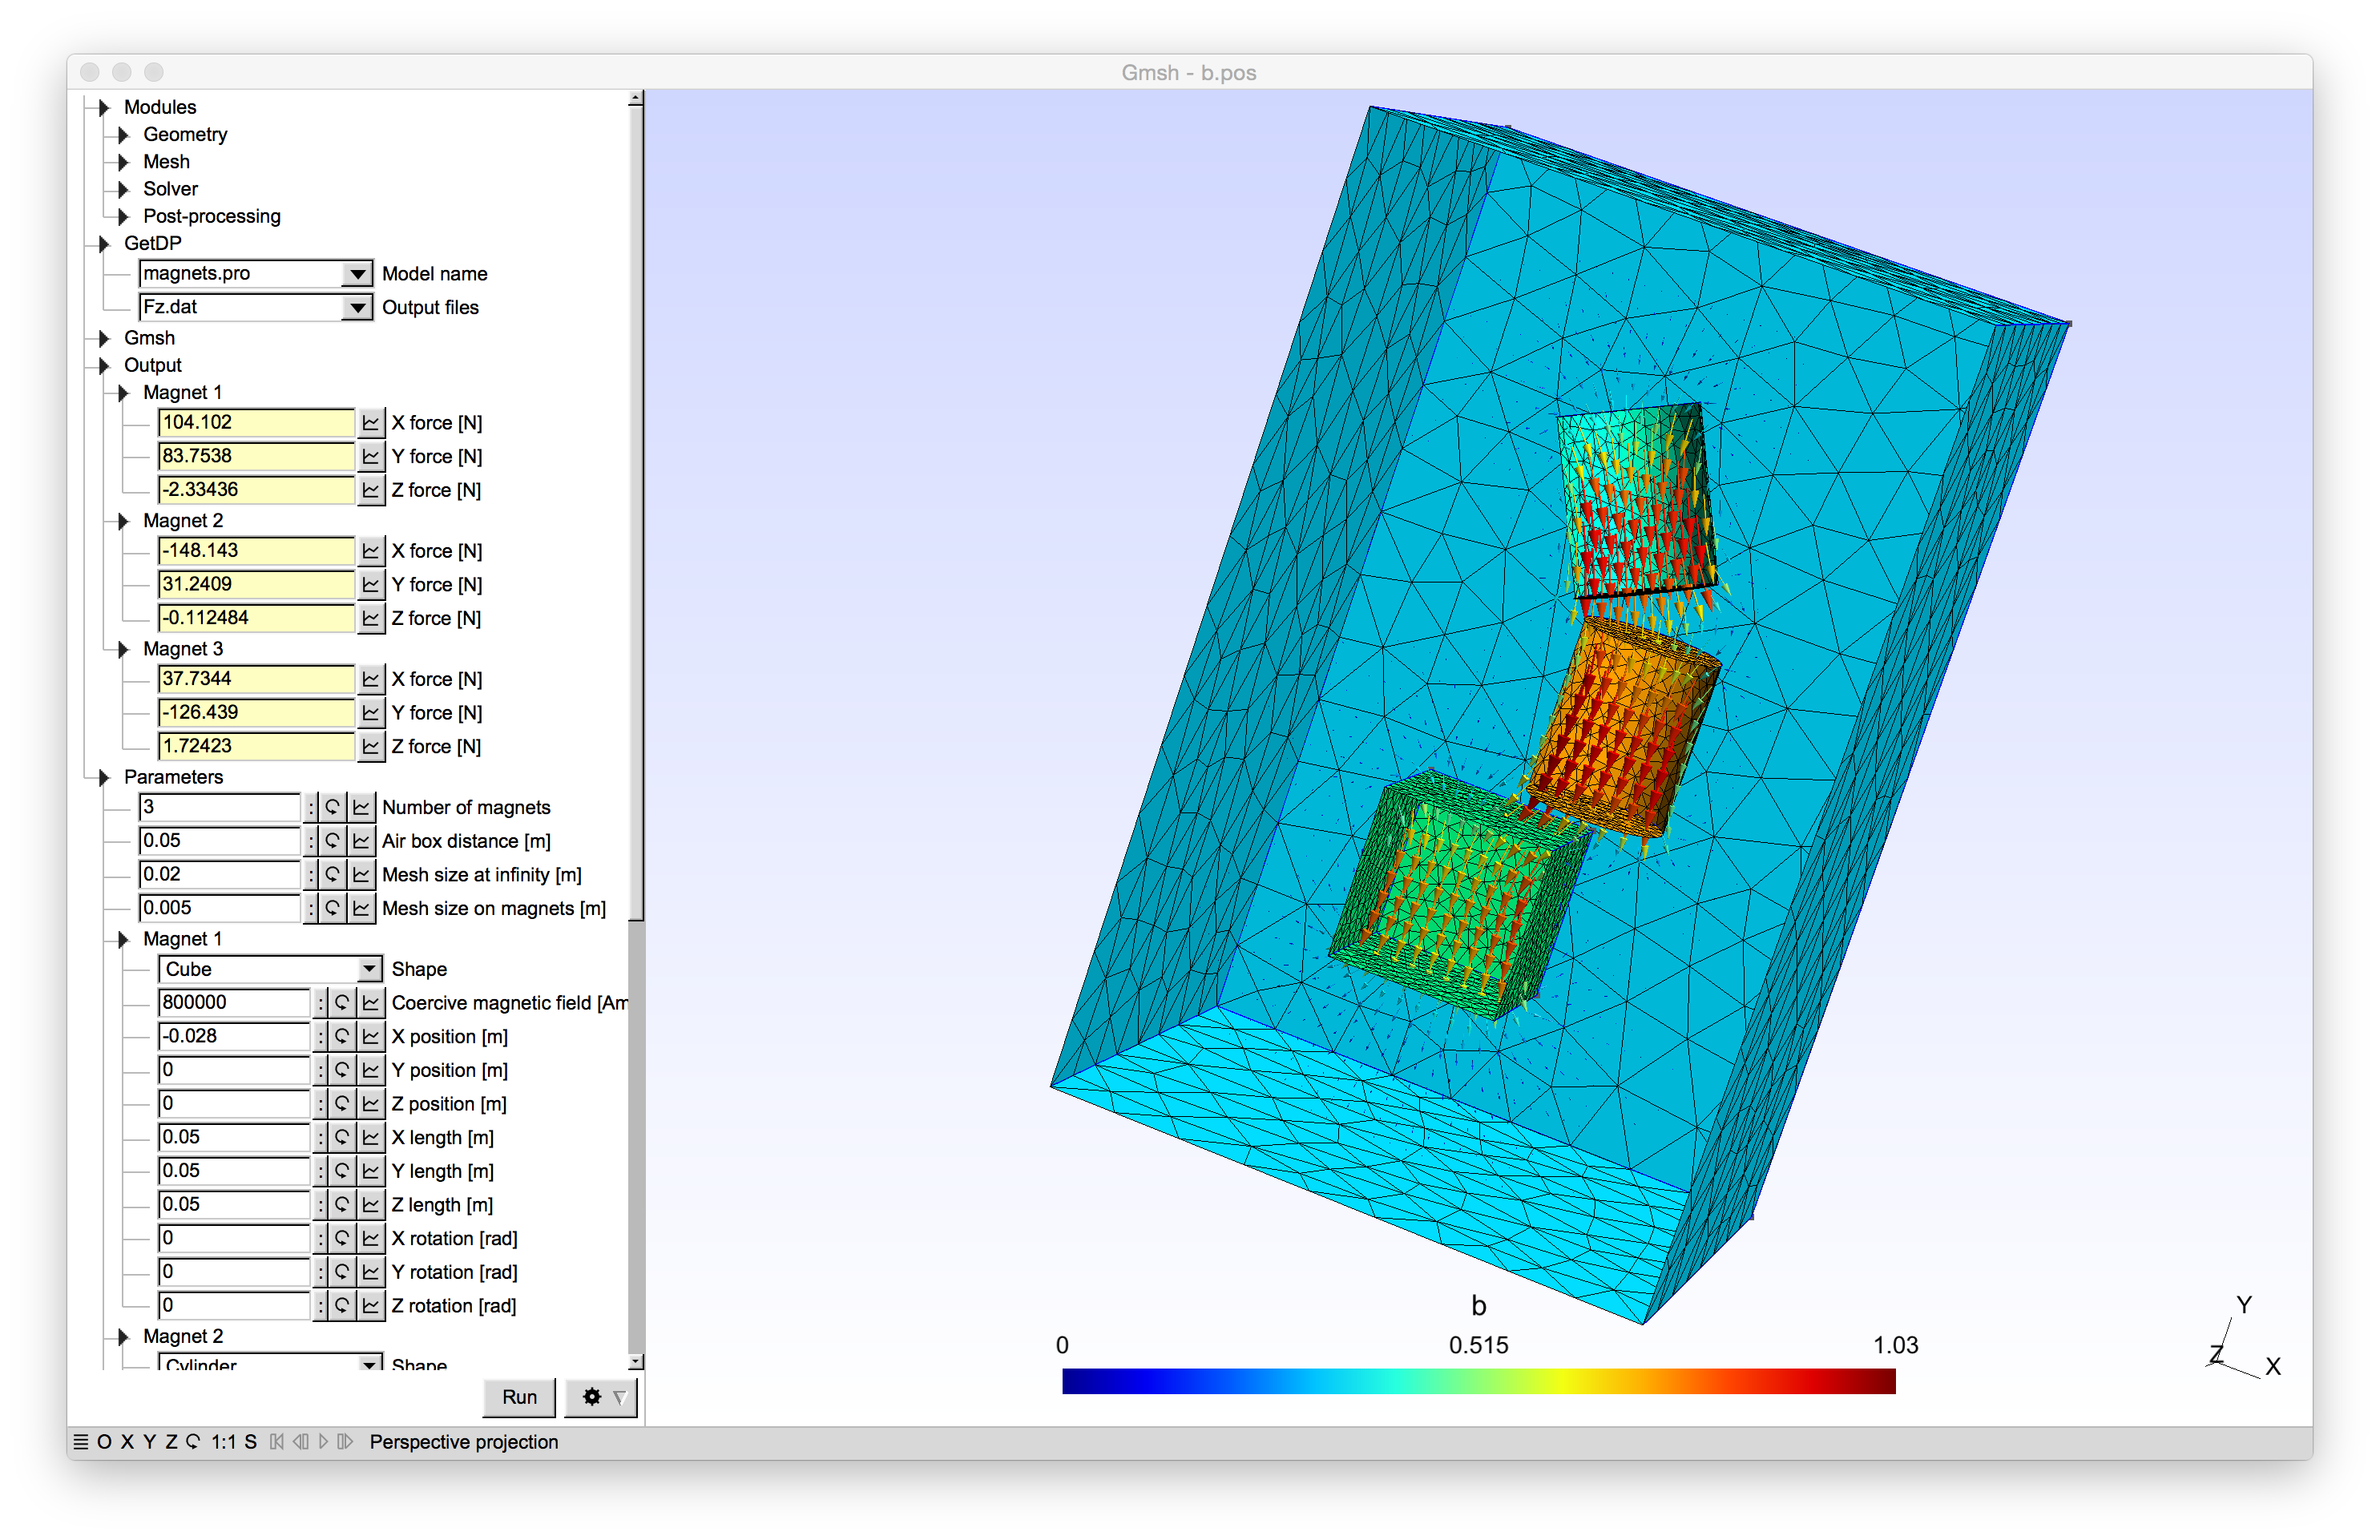 Gmsh - b.pos
Modules
Geometry
Mesh
Solver
Post-processing
GetDP
magnets.pro Model name
Fz.dat Output files
Gmsh
Output
Magnet 1
104.102 X force [N]
83.7538 Y force [N]
-2.33436 Z force [N]
Magnet 2
-148.143 X force [N]
31.2409 Y force [N]
-0.112484 Z force [N]
Magnet 3
37.7344 X force [N]
-126.439 Y force [N]
1.72423 Z force [N]
Parameters
3 : Number of magnets
0.05 : Air box distance [m]
0.02 : Mesh size at infinity [m]
0.005 : Mesh size on magnets [m]
Magnet 1
Cube Shape
800000 : Coercive magnetic field [Am
-0.028 : X position [m]
0 : Y position [m]
0 : Z position [m]
0.05 : X length [m]
0.05 : Y length [m]
0.05 : Z length [m]
0 : X rotation [rad]
0 : Y rotation [rad]
0 : Z rotation [rad]
Magnet 2
Cylinder Shape
Run
O X Y Z 1:1 S Perspective projection
b
0 0.515 1.03
Y
Z
X